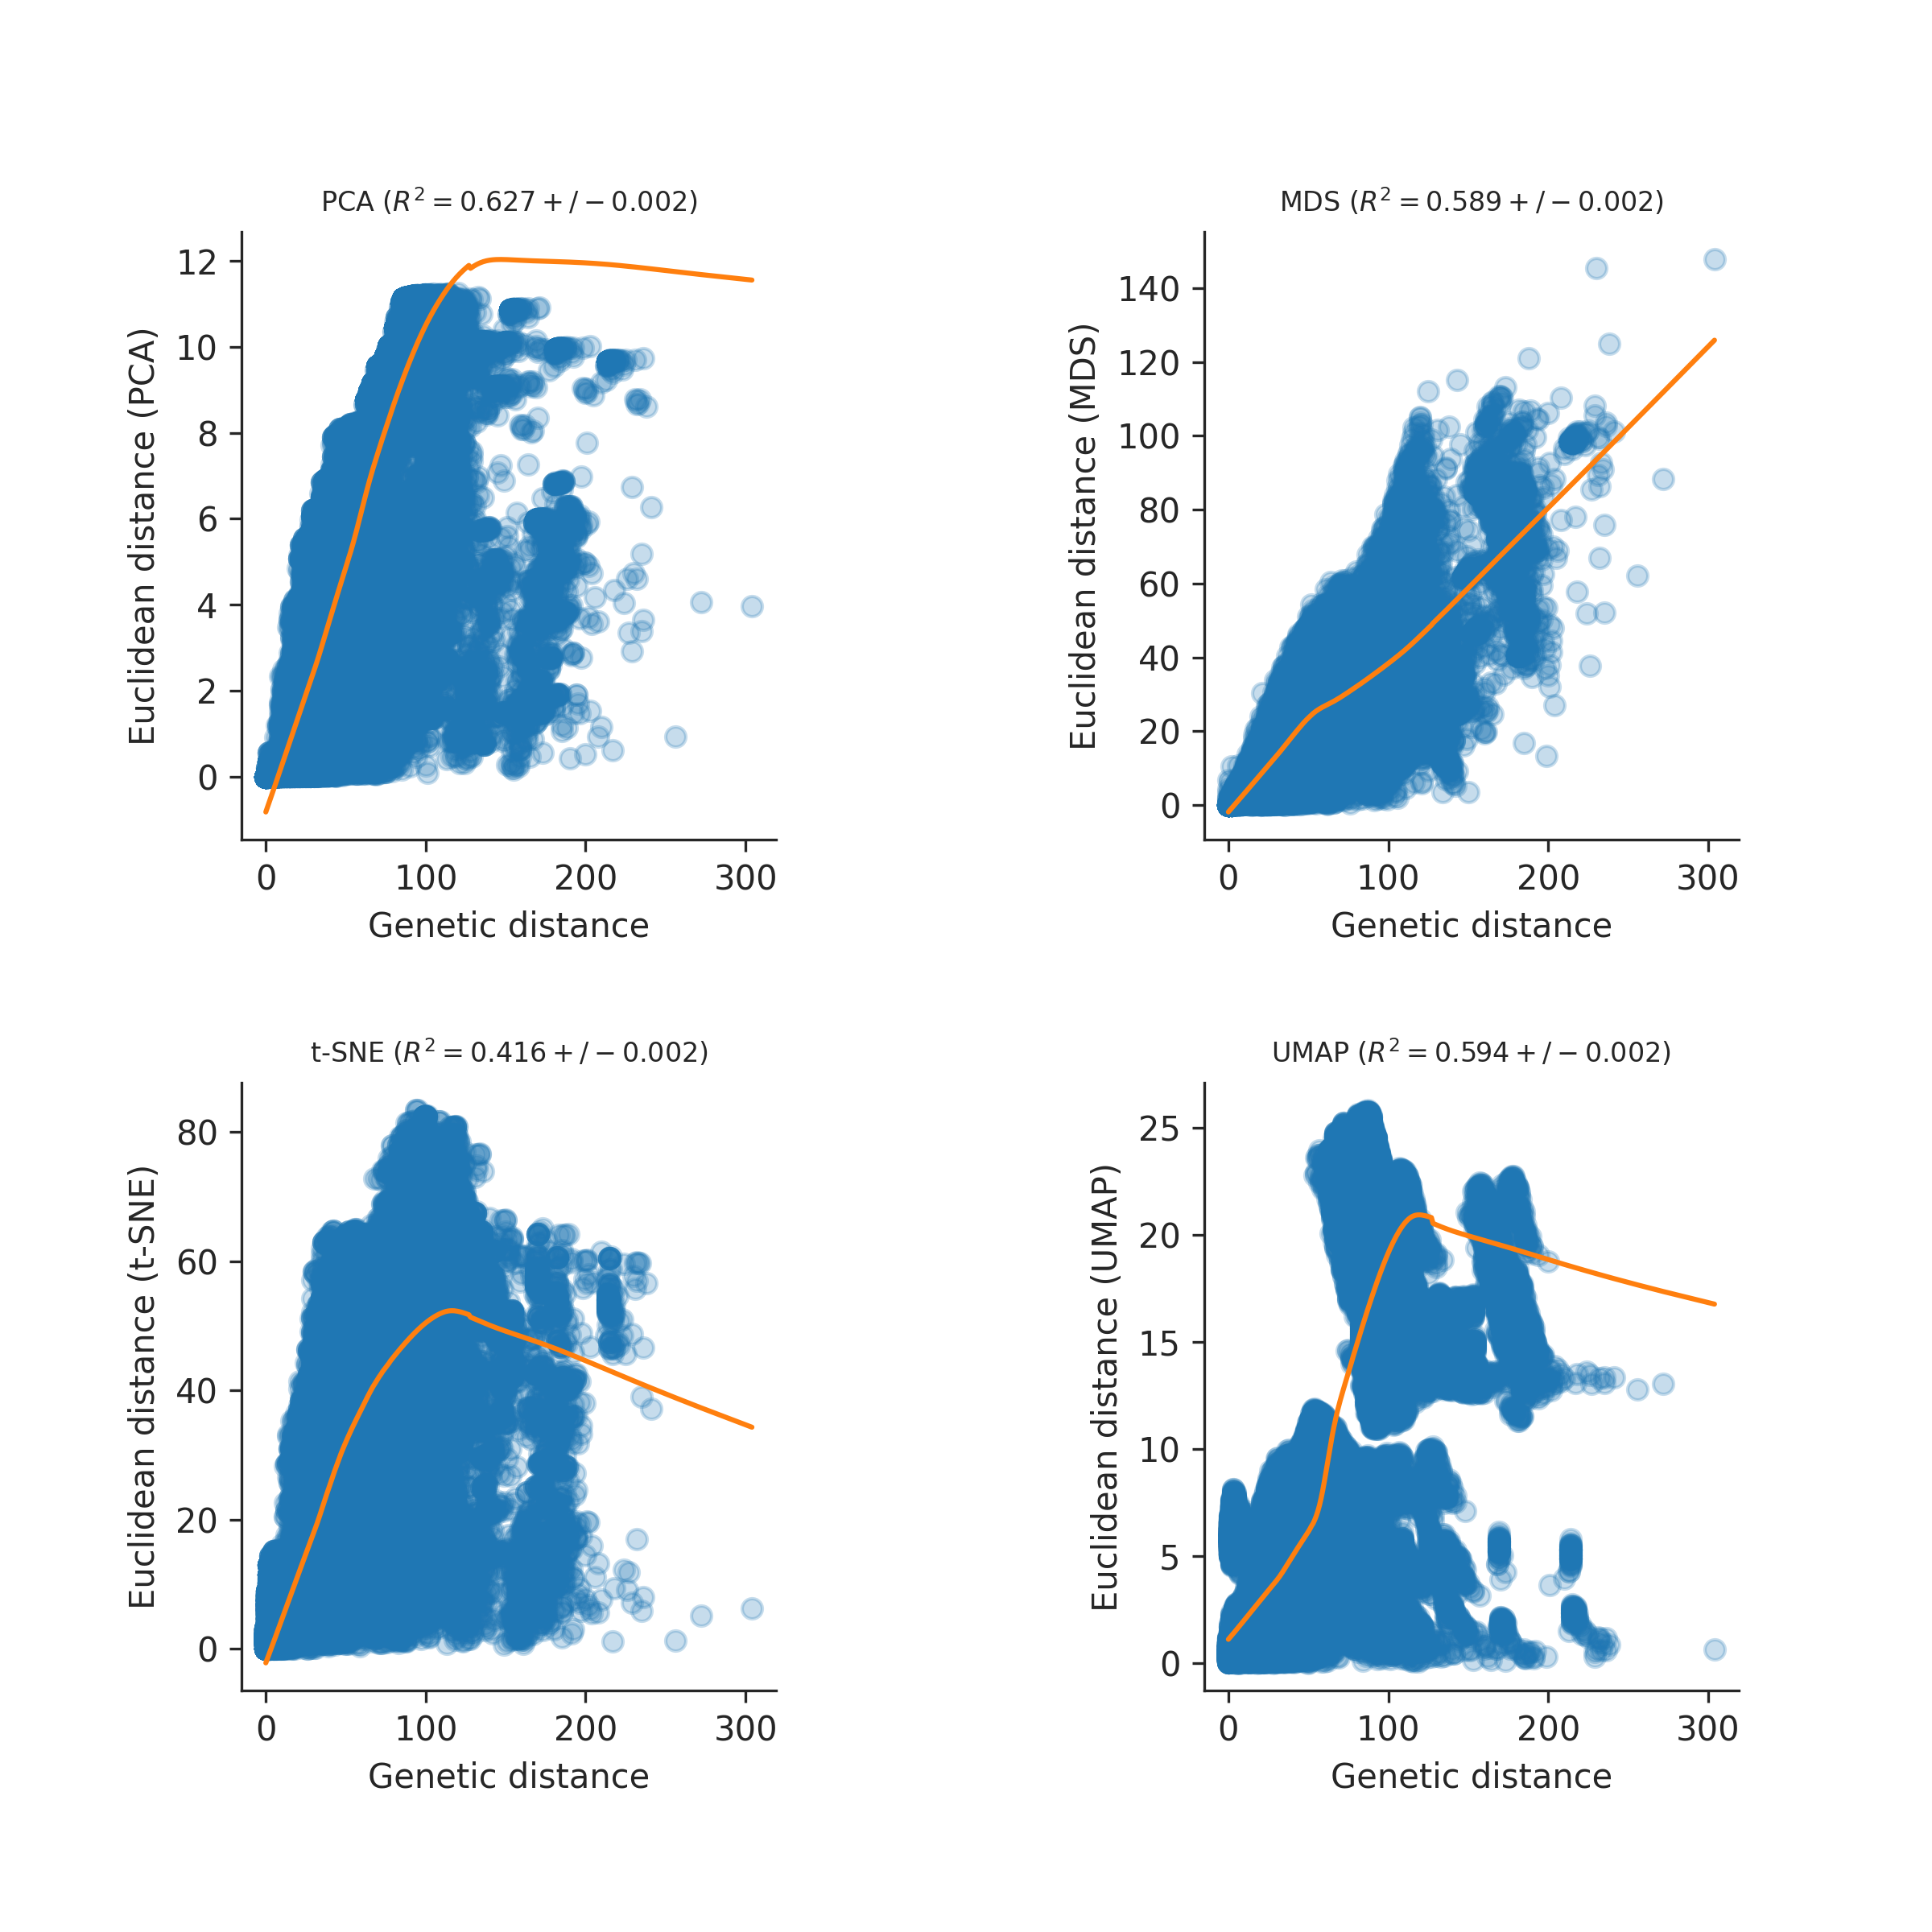 PCA (R² = 0.627 + / − 0.002)
Euclidean distance (PCA)
12
10
8
6
4
2
0
0 100 200 300
Genetic distance
MDS (R² = 0.589 + / − 0.002)
Euclidean distance (MDS)
140
120
100
80
60
40
20
0
0 100 200 300
Genetic distance
t-SNE (R² = 0.416 + / − 0.002)
Euclidean distance (t-SNE)
80
60
40
20
0
0 100 200 300
Genetic distance
UMAP (R² = 0.594 + / − 0.002)
Euclidean distance (UMAP)
25
20
15
10
5
0
0 100 200 300
Genetic distance